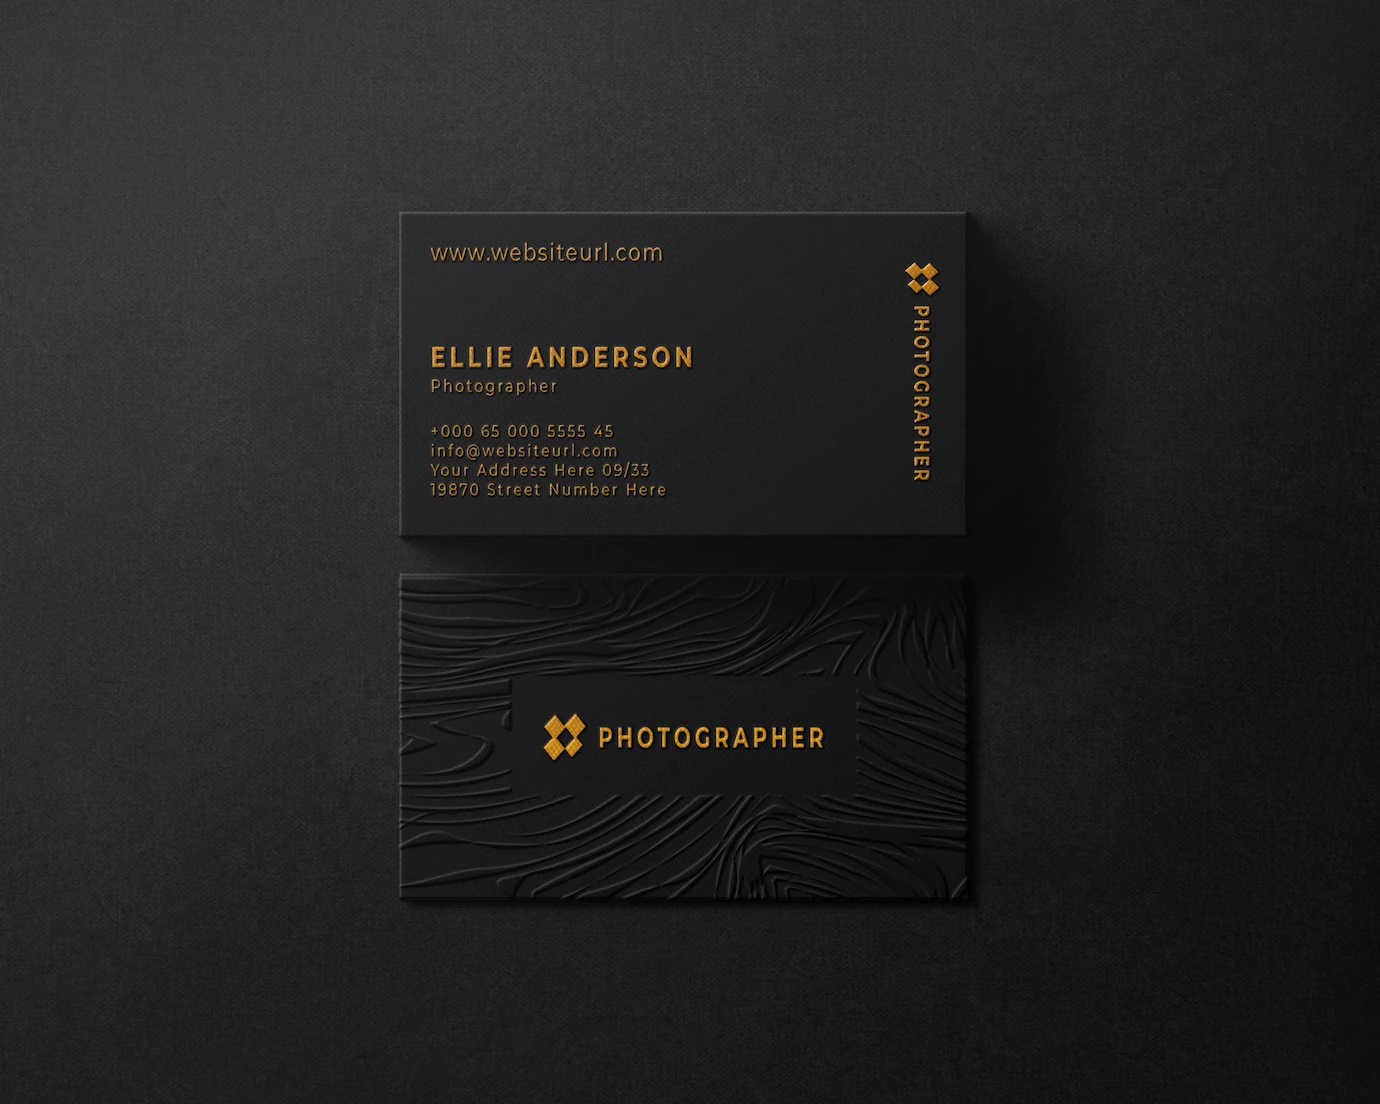 www.websiteurl.com
ELLIE ANDERSON
Photographer
+000 65 000 5555 45
info@websiteurl.com
Your Address Here 09/33
19870 Street Number Here
PHOTOGRAPHER
PHOTOGRAPHER